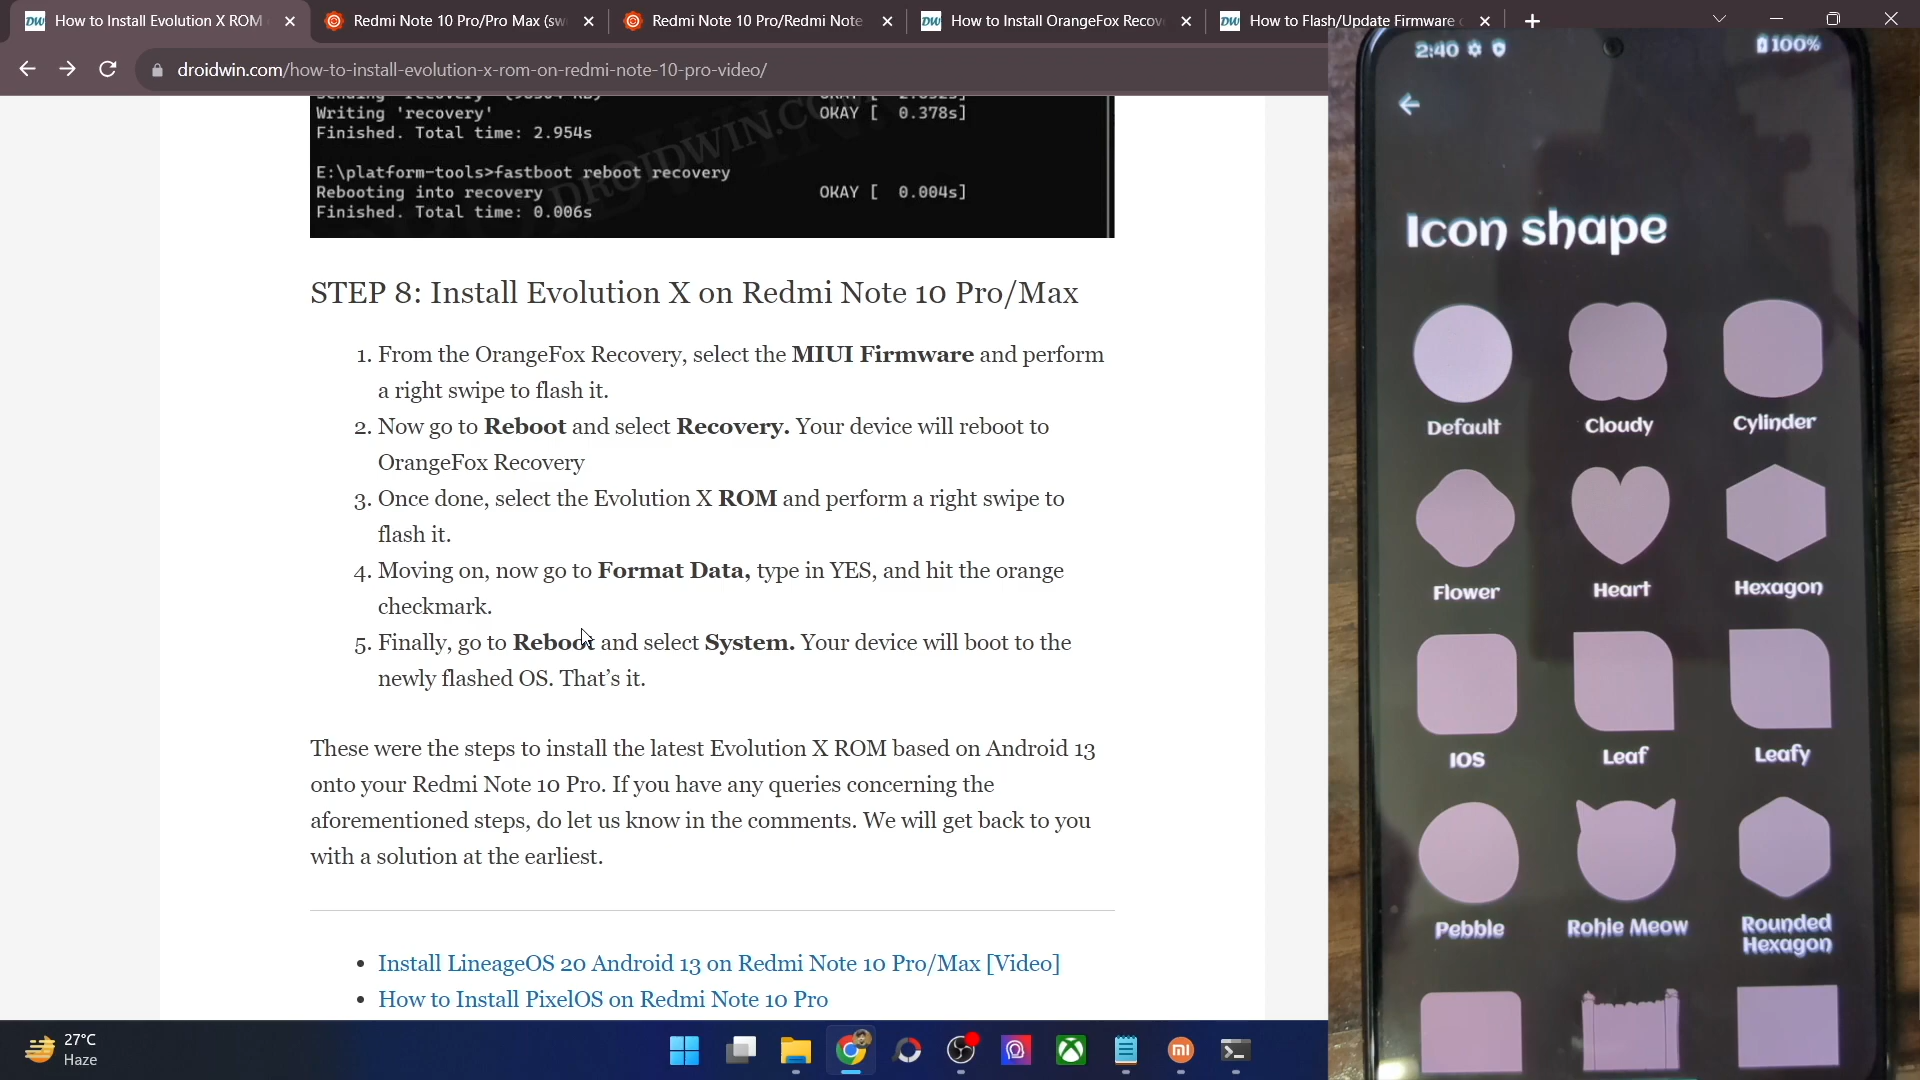 How to Install Evolution X ROM
Redmi Note 10 Pro/Pro Max (sw
Redmi Note 10 Pro/Redmi Note
How to Install OrangeFox Recov
How to Flash/Update Firmware
droidwin.com/how-to-install-evolution-x-rom-on-redmi-note-10-pro-video/
Writing 'recovery' OKAY [ 0.378s]
Finished. Total time: 2.954s
E:\platform-tools>fastboot reboot recovery
Rebooting into recovery OKAY [ 0.004s]
Finished. Total time: 0.006s
STEP 8: Install Evolution X on Redmi Note 10 Pro/Max
1. From the OrangeFox Recovery, select the MIUI Firmware and perform
a right swipe to flash it.
2. Now go to Reboot and select Recovery. Your device will reboot to
OrangeFox Recovery
3. Once done, select the Evolution X ROM and perform a right swipe to
flash it.
4. Moving on, now go to Format Data, type in YES, and hit the orange
checkmark.
5. Finally, go to Reboot and select System. Your device will boot to the
newly flashed OS. That's it.
These were the steps to install the latest Evolution X ROM based on Android 13
onto your Redmi Note 10 Pro. If you have any queries concerning the
aforementioned steps, do let us know in the comments. We will get back to you
with a solution at the earliest.
• Install LineageOS 20 Android 13 on Redmi Note 10 Pro/Max [Video]
• How to Install PixelOS on Redmi Note 10 Pro
27°C
Haze
2:40
100%
Icon shape
Default
Cloudy
Cylinder
Flower
Heart
Hexagon
IOS
Leaf
Leafy
Pebble
Rohie Meow
Rounded
Hexagon